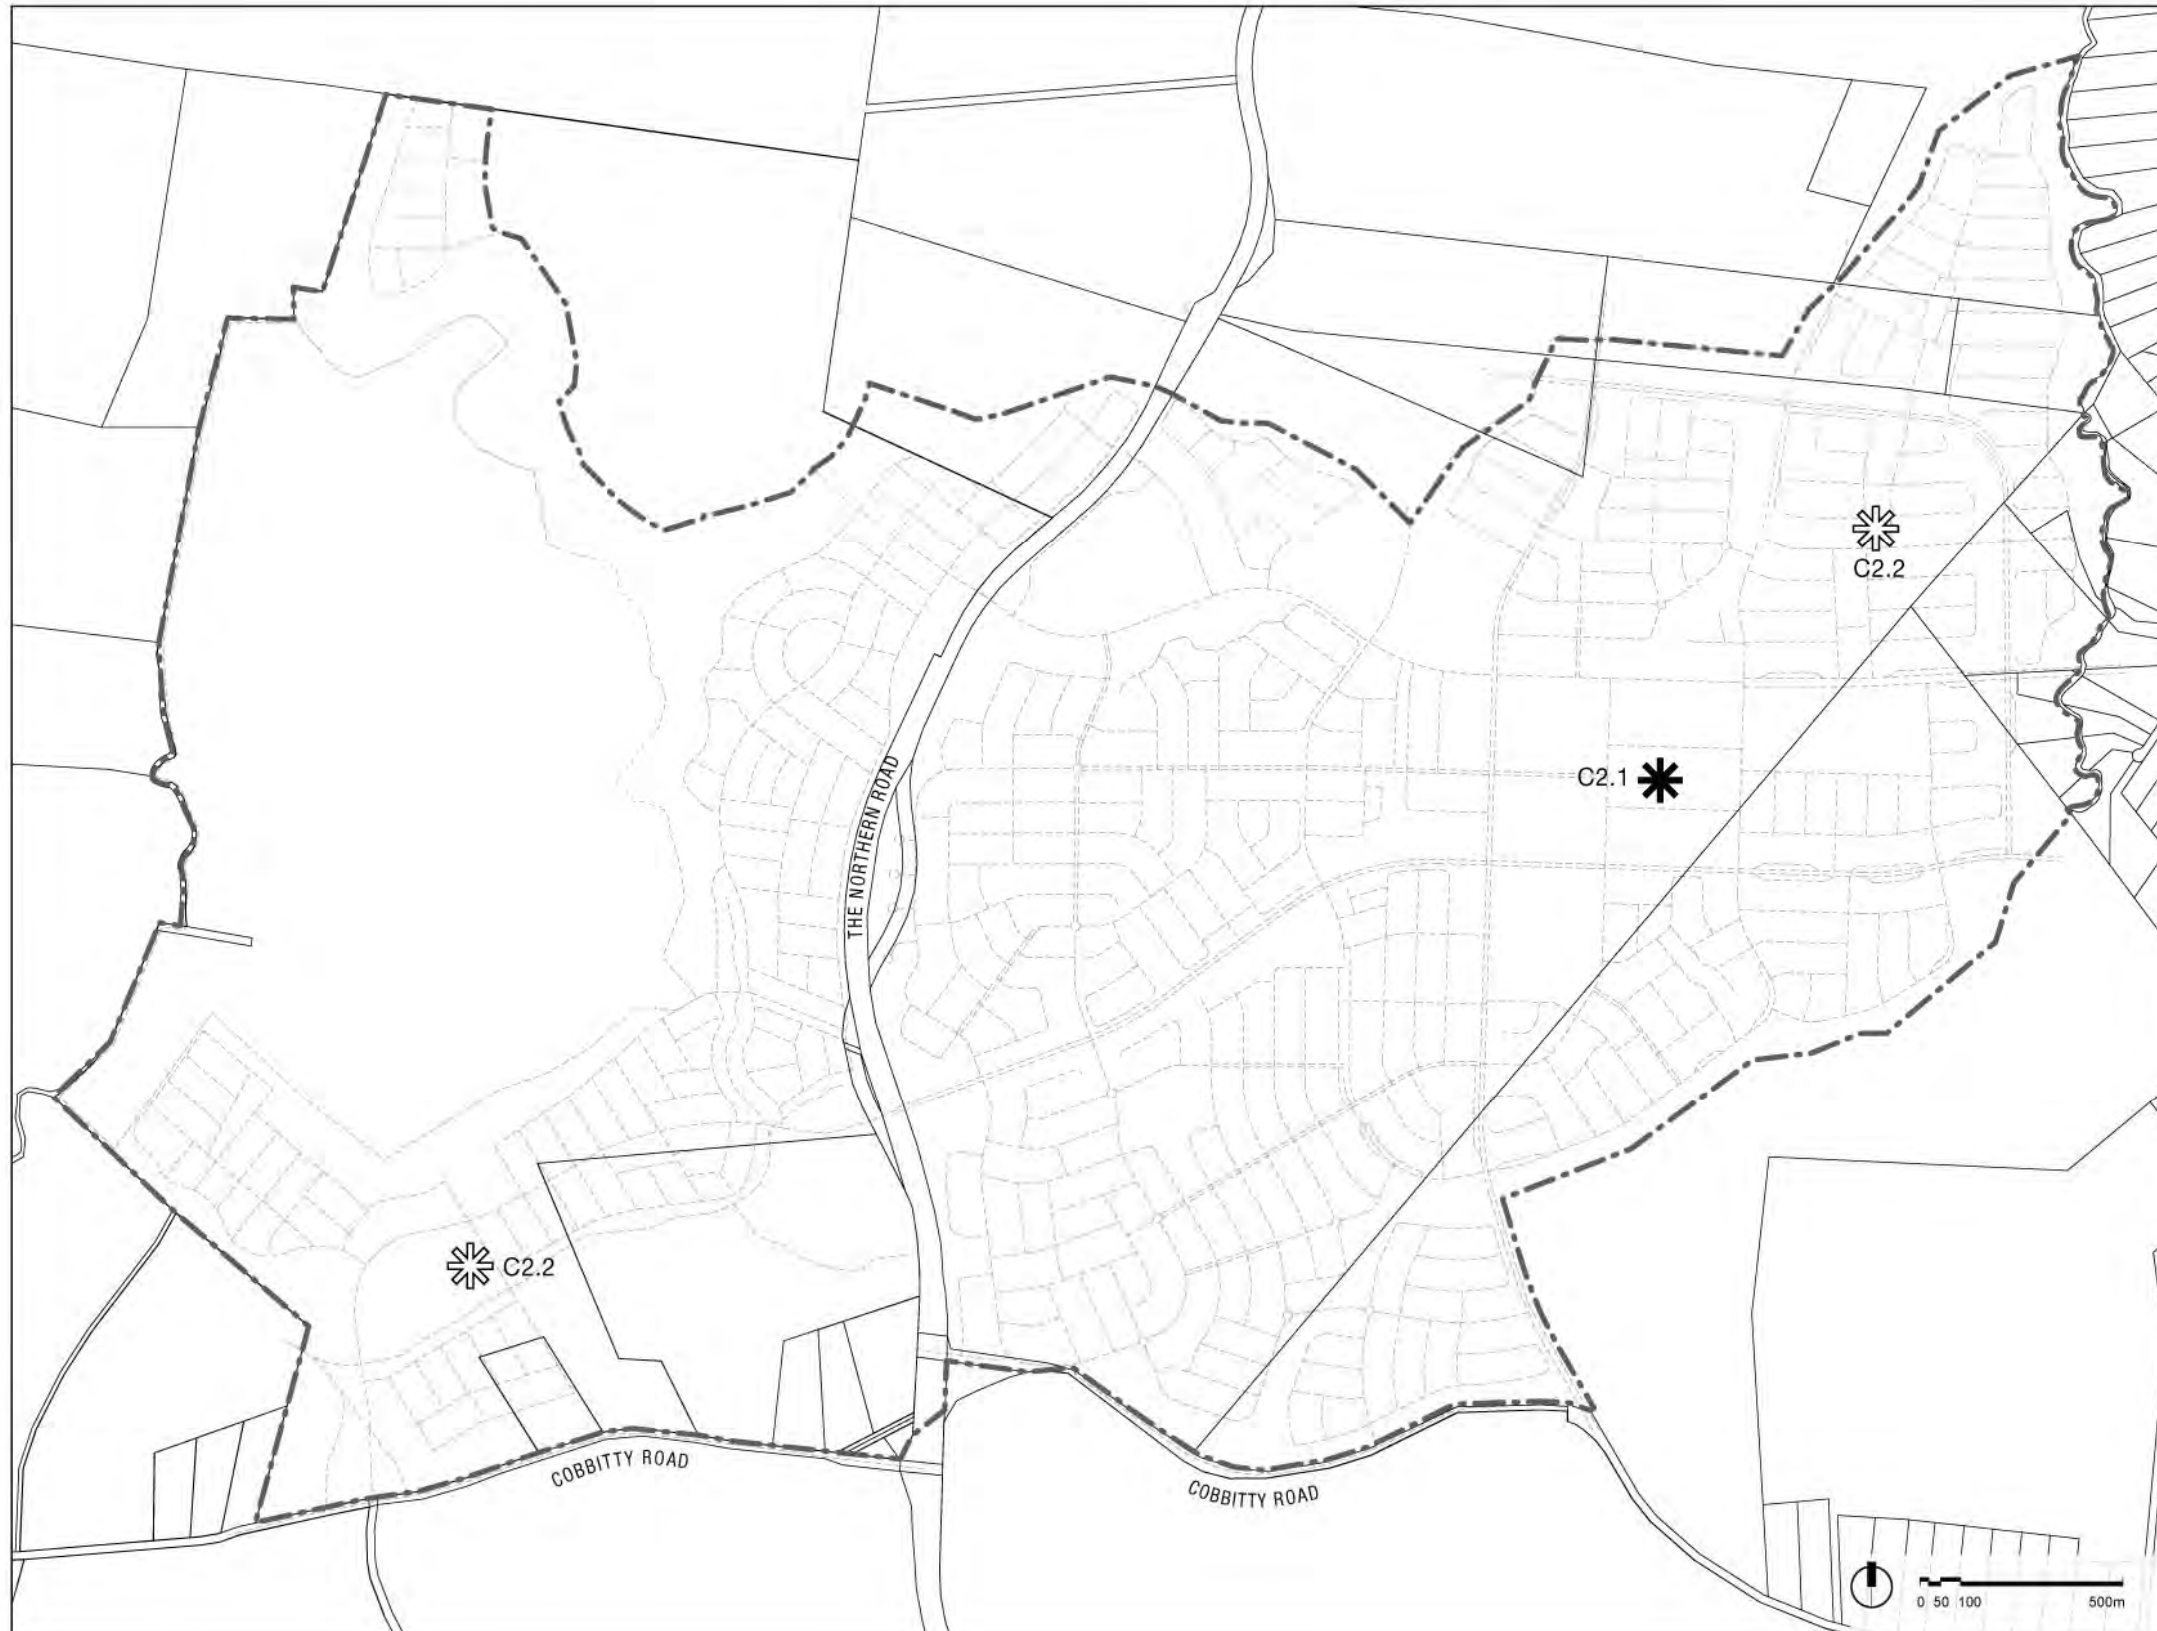 C2.2
C2.1
THE NORTHERN ROAD
C2.2
COBBITTY ROAD
COBBITTY ROAD
0 50 100 500m